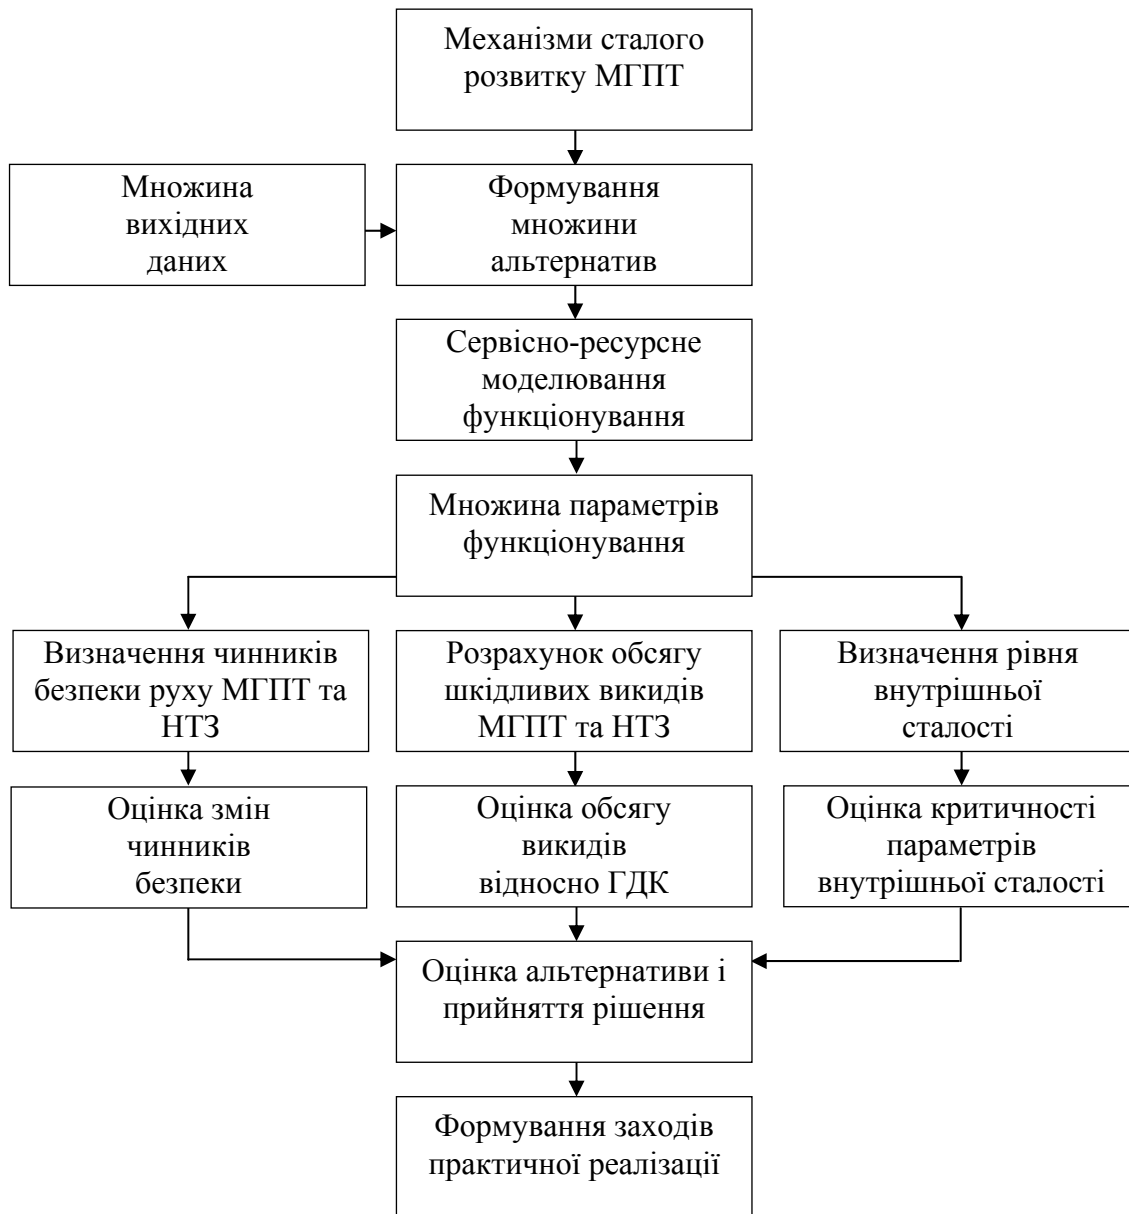 Механізми сталого
розвитку МГПТ
Множина
вихідних
даних
Формування
множини
альтернатив
Сервісно-ресурсне
моделювання
функціонування
Множина параметрів
функціонування
Визначення чинників
безпеки руху МГПТ та
НТЗ
Розрахунок обсягу
шкідливих викидів
МГПТ та НТЗ
Визначення рівня
внутрішньої
сталості
Оцінка змін
чинників
безпеки
Оцінка обсягу
викидів
відносно ГДК
Оцінка критичності
параметрів
внутрішньої сталості
Оцінка альтернативи і
прийняття рішення
Формування заходів
практичної реалізації